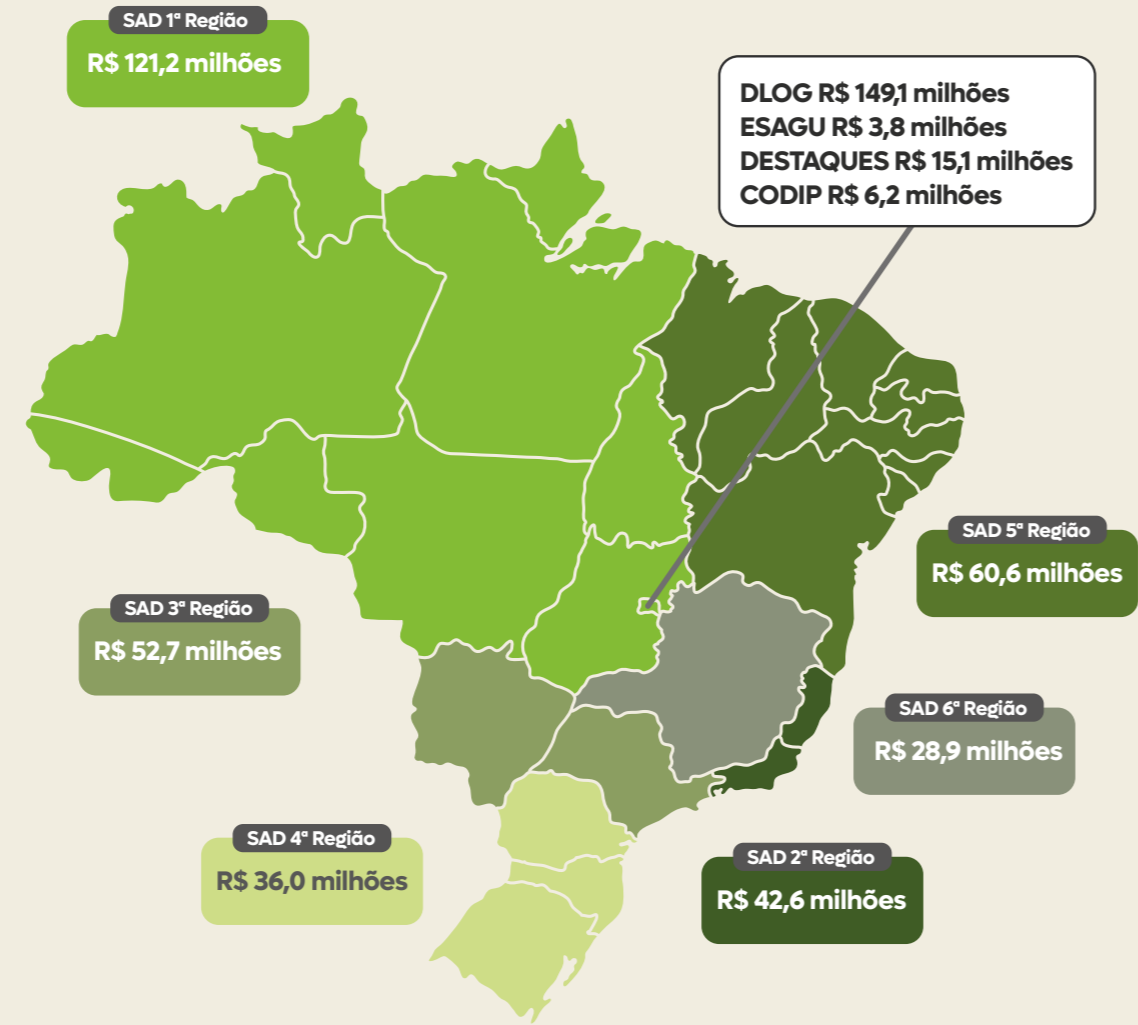 SAD 1ª Região
R$ 121,2 milhões
DLOG R$ 149,1 milhões
ESAGU R$ 3,8 milhões
DESTAQUES R$ 15,1 milhões
CODIP R$ 6,2 milhões
SAD 5ª Região
R$ 60,6 milhões
SAD 3ª Região
R$ 52,7 milhões
SAD 6ª Região
R$ 28,9 milhões
SAD 4ª Região
R$ 36,0 milhões
SAD 2ª Região
R$ 42,6 milhões